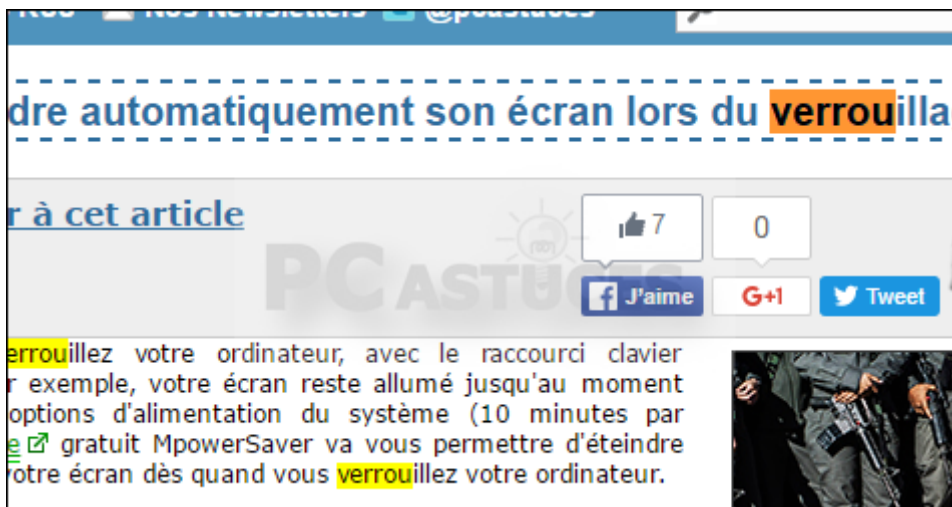 RSS Nos Newsletters @pcastuces
dre automatiquement son écran lors du verrouilla
r à cet article
7 0
PC ASTUCES
J'aime G+1 Tweet
errouillez votre ordinateur, avec le raccourci clavier
r exemple, votre écran reste allumé jusqu'au moment
options d'alimentation du système (10 minutes par
e gratuit MpowerSaver va vous permettre d'éteindre
votre écran dès quand vous verrouillez votre ordinateur.